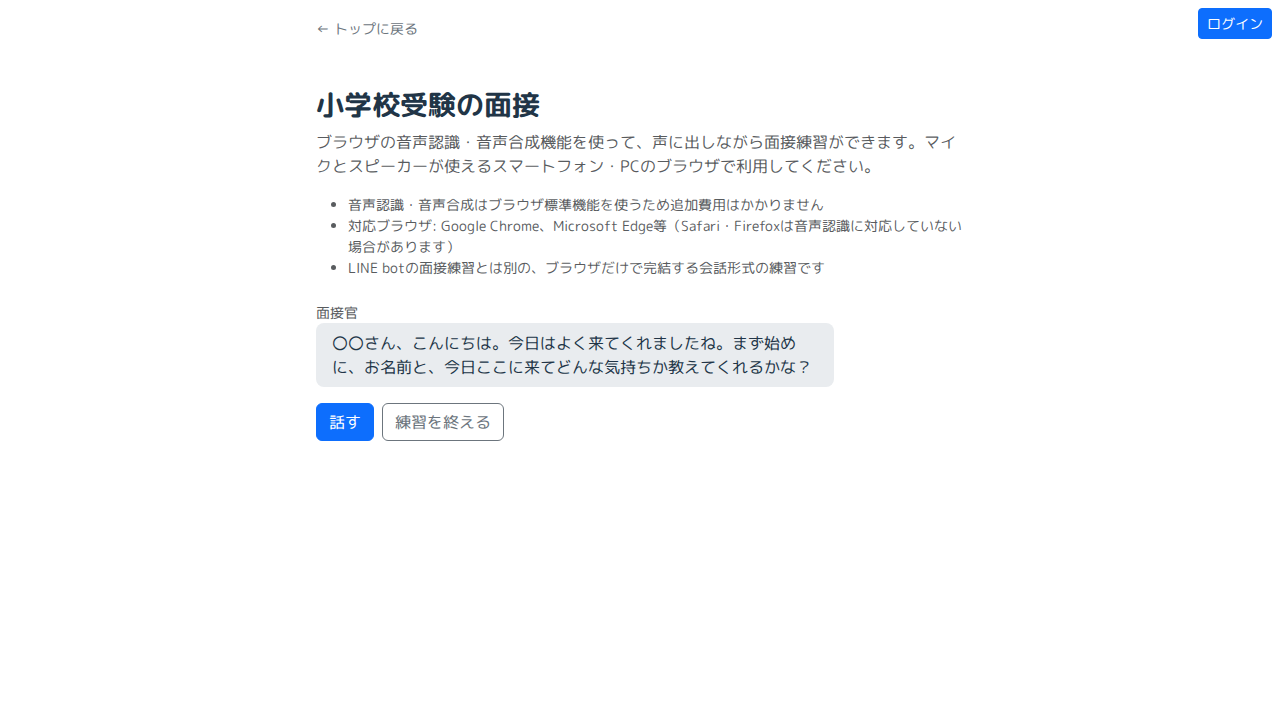 ← トップに戻る
ログイン
小学校受験の面接
ブラウザの音声認識・音声合成機能を使って、声に出しながら面接練習ができます。マイ
クとスピーカーが使えるスマートフォン・PCのブラウザで利用してください。
音声認識・音声合成はブラウザ標準機能を使うため追加費用はかかりません
対応ブラウザ: Google Chrome、Microsoft Edge等（Safari・Firefoxは音声認識に対応していない
場合があります）
LINE botの面接練習とは別の、ブラウザだけで完結する会話形式の練習です
面接官
〇〇さん、こんにちは。今日はよく来てくれましたね。まず始め
に、お名前と、今日ここに来てどんな気持ちか教えてくれるかな？
話す
練習を終える